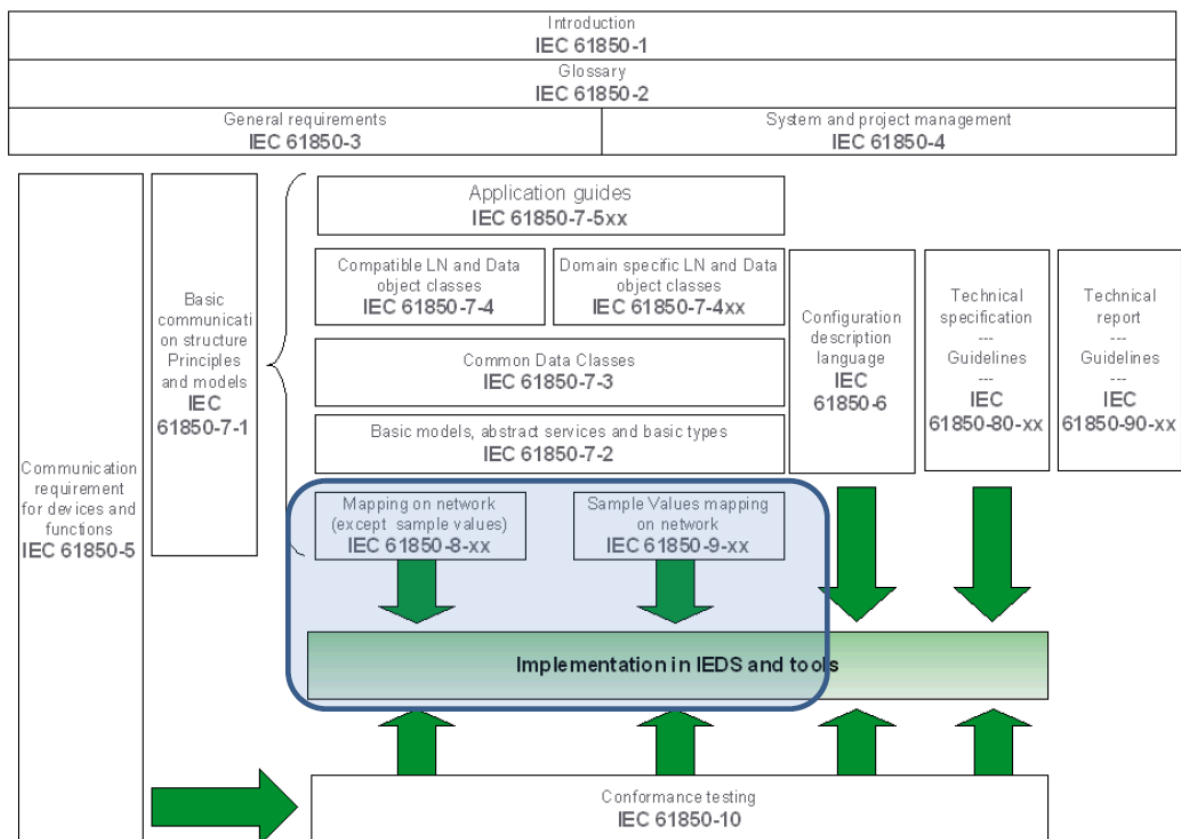 Introduction
IEC 61850-1
Glossary
IEC 61850-2
General requirements
IEC 61850-3
System and project management
IEC 61850-4
Communication
requirement
for devices and
functions
IEC 61850-5
Basic
communicati
on structure
Principles
and models
IEC
61850-7-1
Application guides
IEC 61850-7-5xx
Compatible LN and Data
object classes
IEC 61850-7-4
Domain specific LN and Data
object classes
IEC 61850-7-4xx
Common Data Classes
IEC 61850-7-3
Basic models, abstract services and basic types
IEC 61850-7-2
Mapping on network
(except sample values)
IEC 61850-8-xx
Sample Values mapping
on network
IEC 61850-9-xx
Configuration
description
language
IEC
61850-6
Technical
specification
---
Guidelines
---
IEC
61850-80-xx
Technical
report
---
Guidelines
---
IEC
61850-90-xx
Implementation in IEDS and tools
Conformance testing
IEC 61850-10